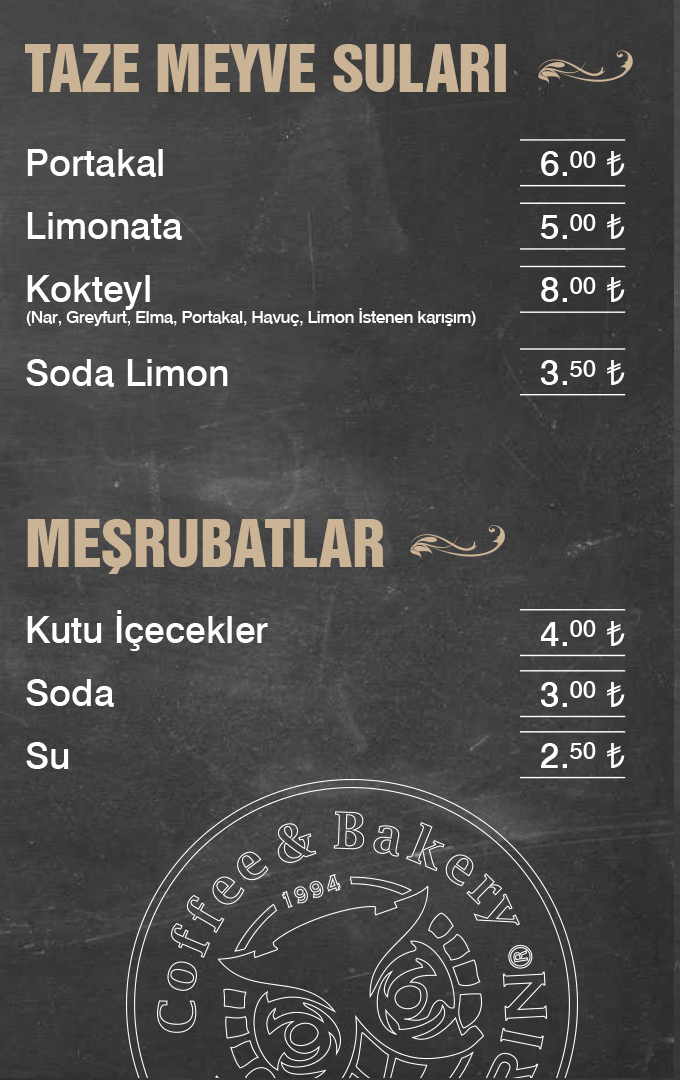 TAZE MEYVE SULARI
Portakal 6.00 ₺
Limonata 5.00 ₺
Kokteyl 8.00 ₺
(Nar, Greyfurt, Elma, Portakal, Havuç, Limon İstenen karışım)
Soda Limon 3.50 ₺
MEŞRUBATLAR
Kutu İçecekler 4.00 ₺
Soda 3.00 ₺
Su 2.50 ₺
Coffee & Bakery
1994